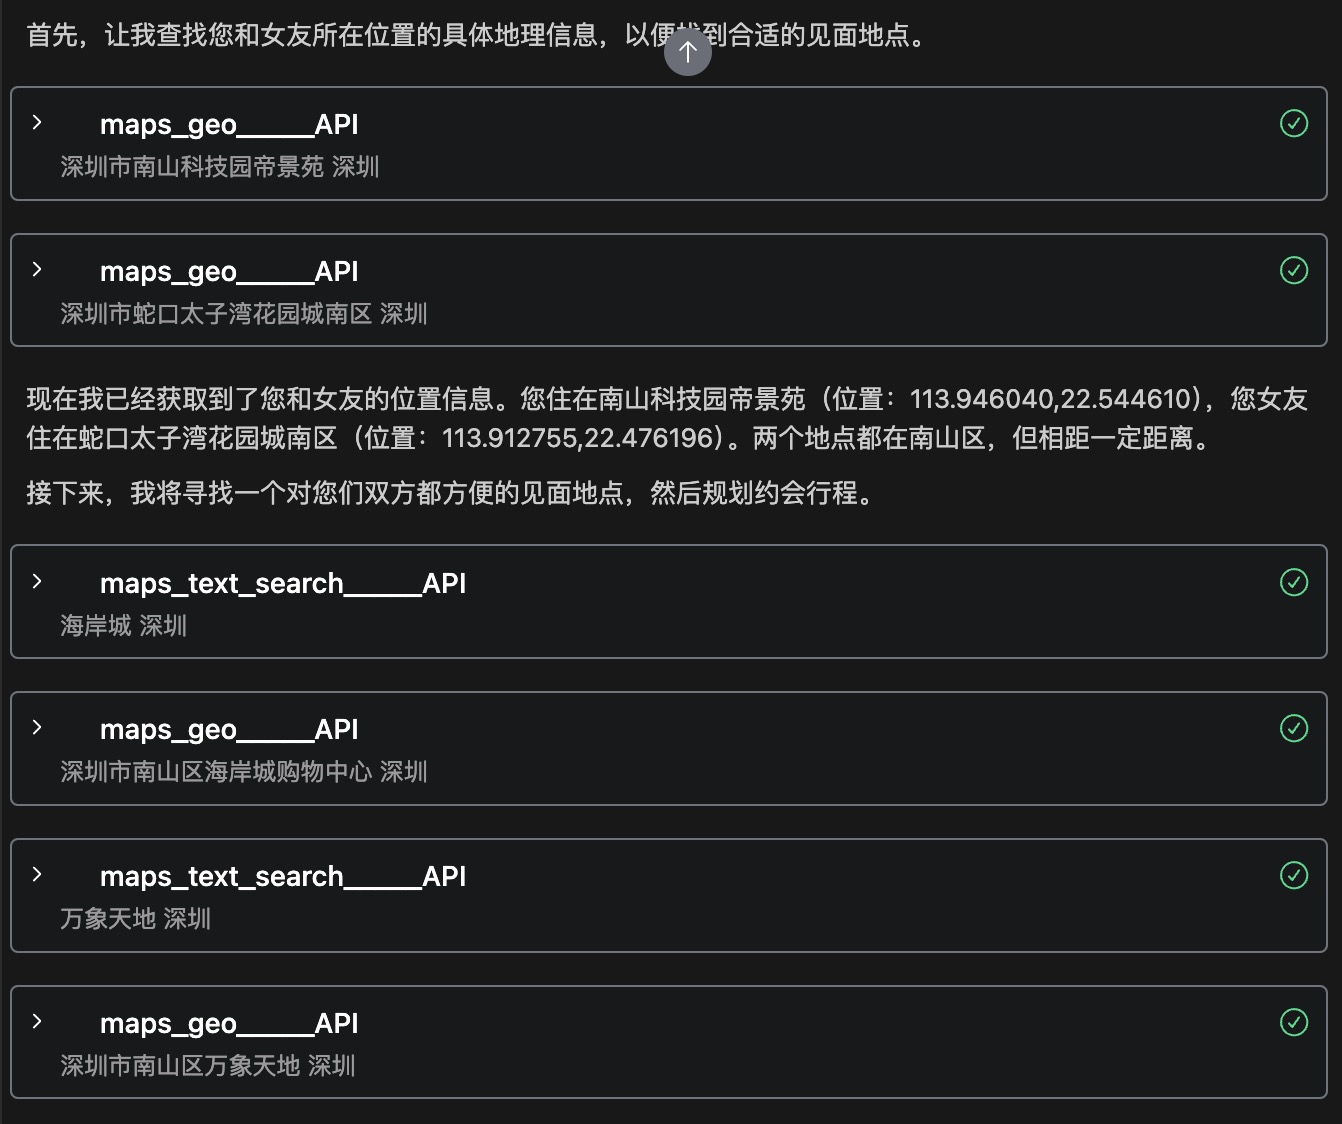 首先，让我查找您和女友所在位置的具体地理信息，以便找到合适的见面地点。
maps_geo______API
深圳市南山科技园帝景苑 深圳
maps_geo______API
深圳市蛇口太子湾花园城南区 深圳
现在我已经获取到了您和女友的位置信息。您住在南山科技园帝景苑（位置：113.946040,22.544610），您女友
住在蛇口太子湾花园城南区（位置：113.912755,22.476196）。两个地点都在南山区，但相距一定距离。
接下来，我将寻找一个对您们双方都方便的见面地点，然后规划约会行程。
maps_text_search______API
海岸城 深圳
maps_geo______API
深圳市南山区海岸城购物中心 深圳
maps_text_search______API
万象天地 深圳
maps_geo______API
深圳市南山区万象天地 深圳